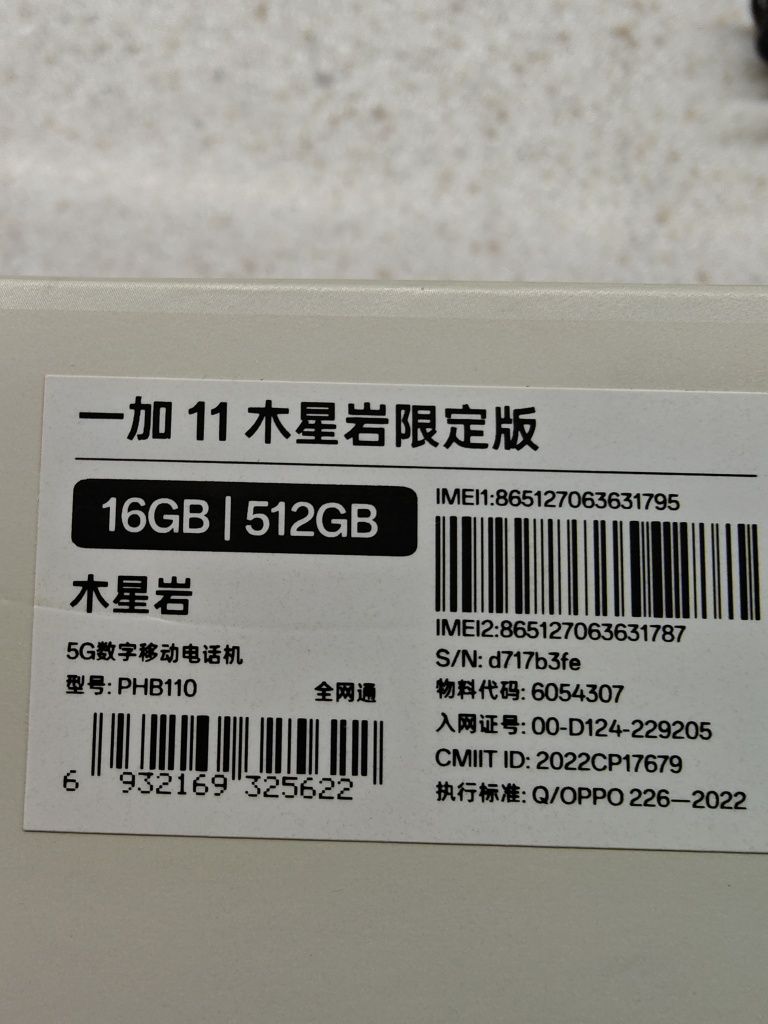 一加 11 木星岩限定版
16GB | 512GB
木星岩
5G数字移动电话机
型号: PHB110 全网通
6 932169 325622
IMEI1:865127063631795
IMEI2:865127063631787
S/N: d717b3fe
物料代码: 6054307
入网证号: 00-D124-229205
CMIIT ID: 2022CP17679
执行标准: Q/OPPO 226—2022